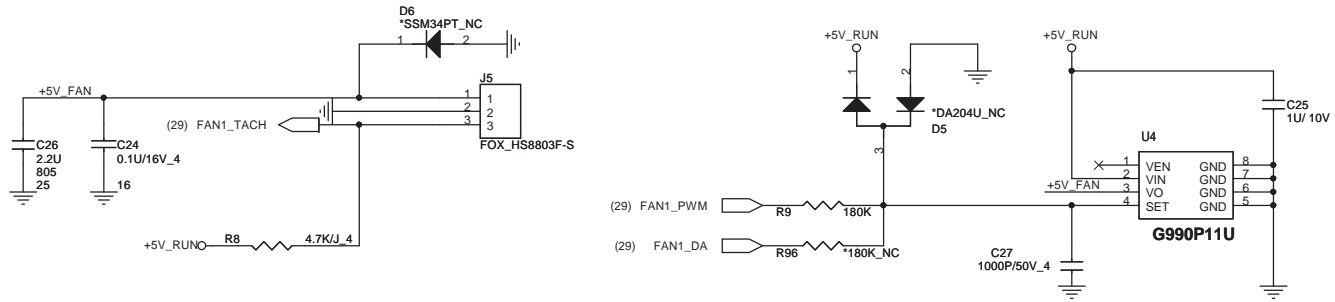 D6
*SSM34PT_NC
1
2
+5V_FAN
J5
1
1
2
2
3
3
FOX_HS8803F-S
(29) FAN1_TACH
C26
2.2U
805
25
C24
0.1U/16V_4
16
+5V_RUN
R8
4.7K/J_4
+5V_RUN
1
2
*DA204U_NC
D5
3
(29) FAN1_PWM
R9
180K
(29) FAN1_DA
R96
*180K_NC
C27
1000P/50V_4
+5V_RUN
C25
1U/ 10V
U4
+5V_FAN
1 VEN GND 8
2 VIN GND 7
3 VO GND 6
4 SET GND 5
G990P11U